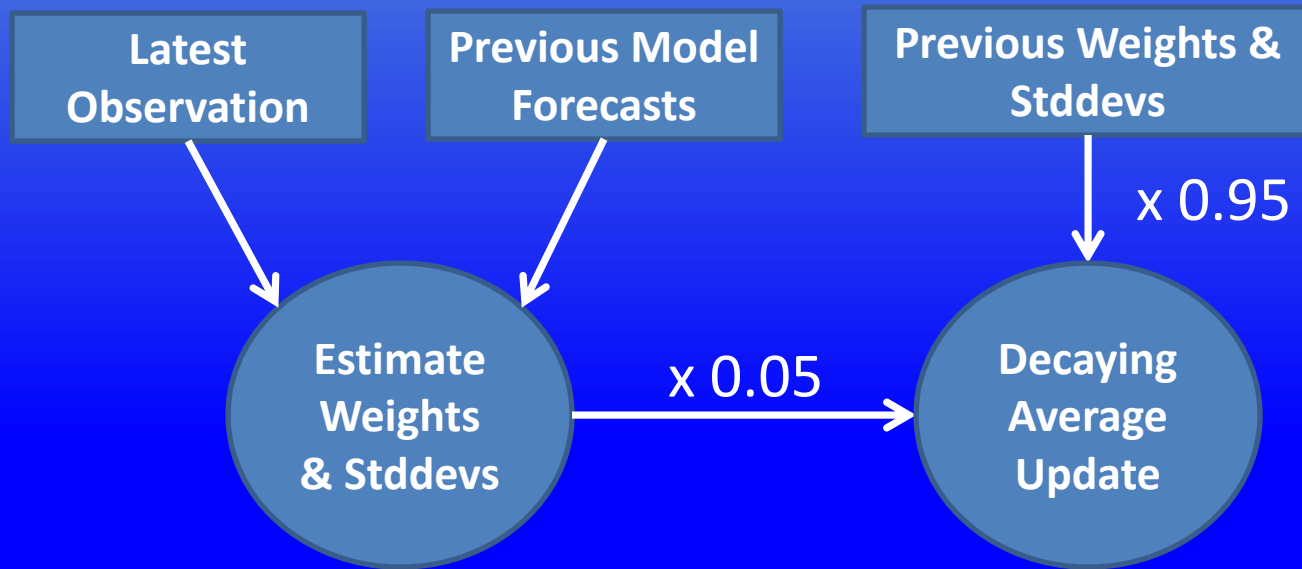 Latest
Observation
Previous Model
Forecasts
Previous Weights &
Stddevs
x 0.95
Estimate
Weights
& Stddevs
x 0.05
Decaying
Average
Update